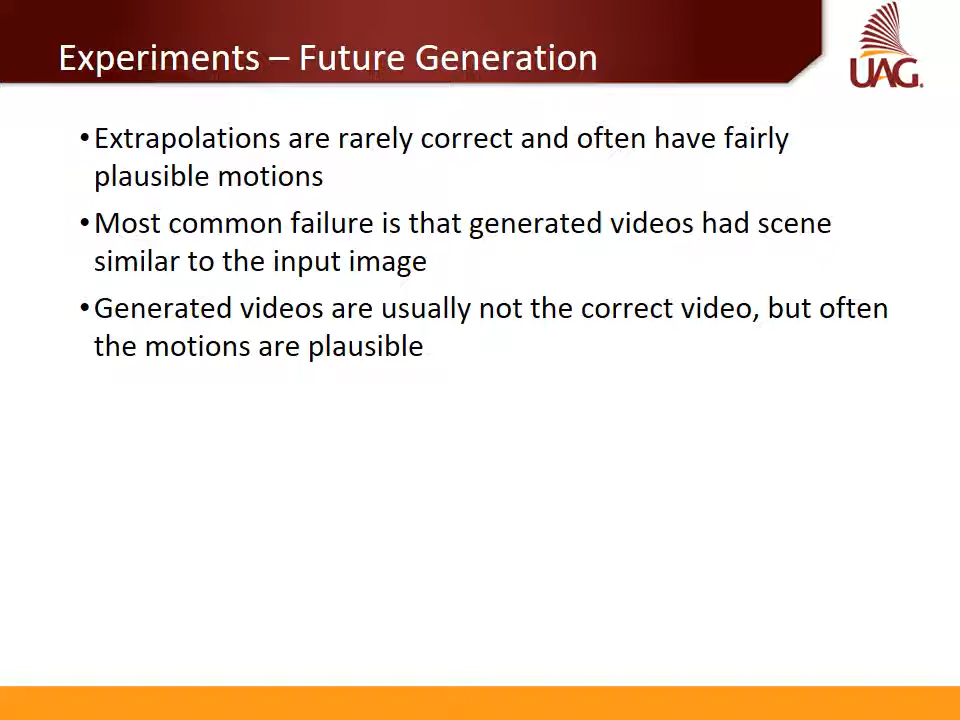 Experiments – Future Generation
UAG
•Extrapolations are rarely correct and often have fairly
plausible motions
•Most common failure is that generated videos had scene
similar to the input image
•Generated videos are usually not the correct video, but often
the motions are plausible